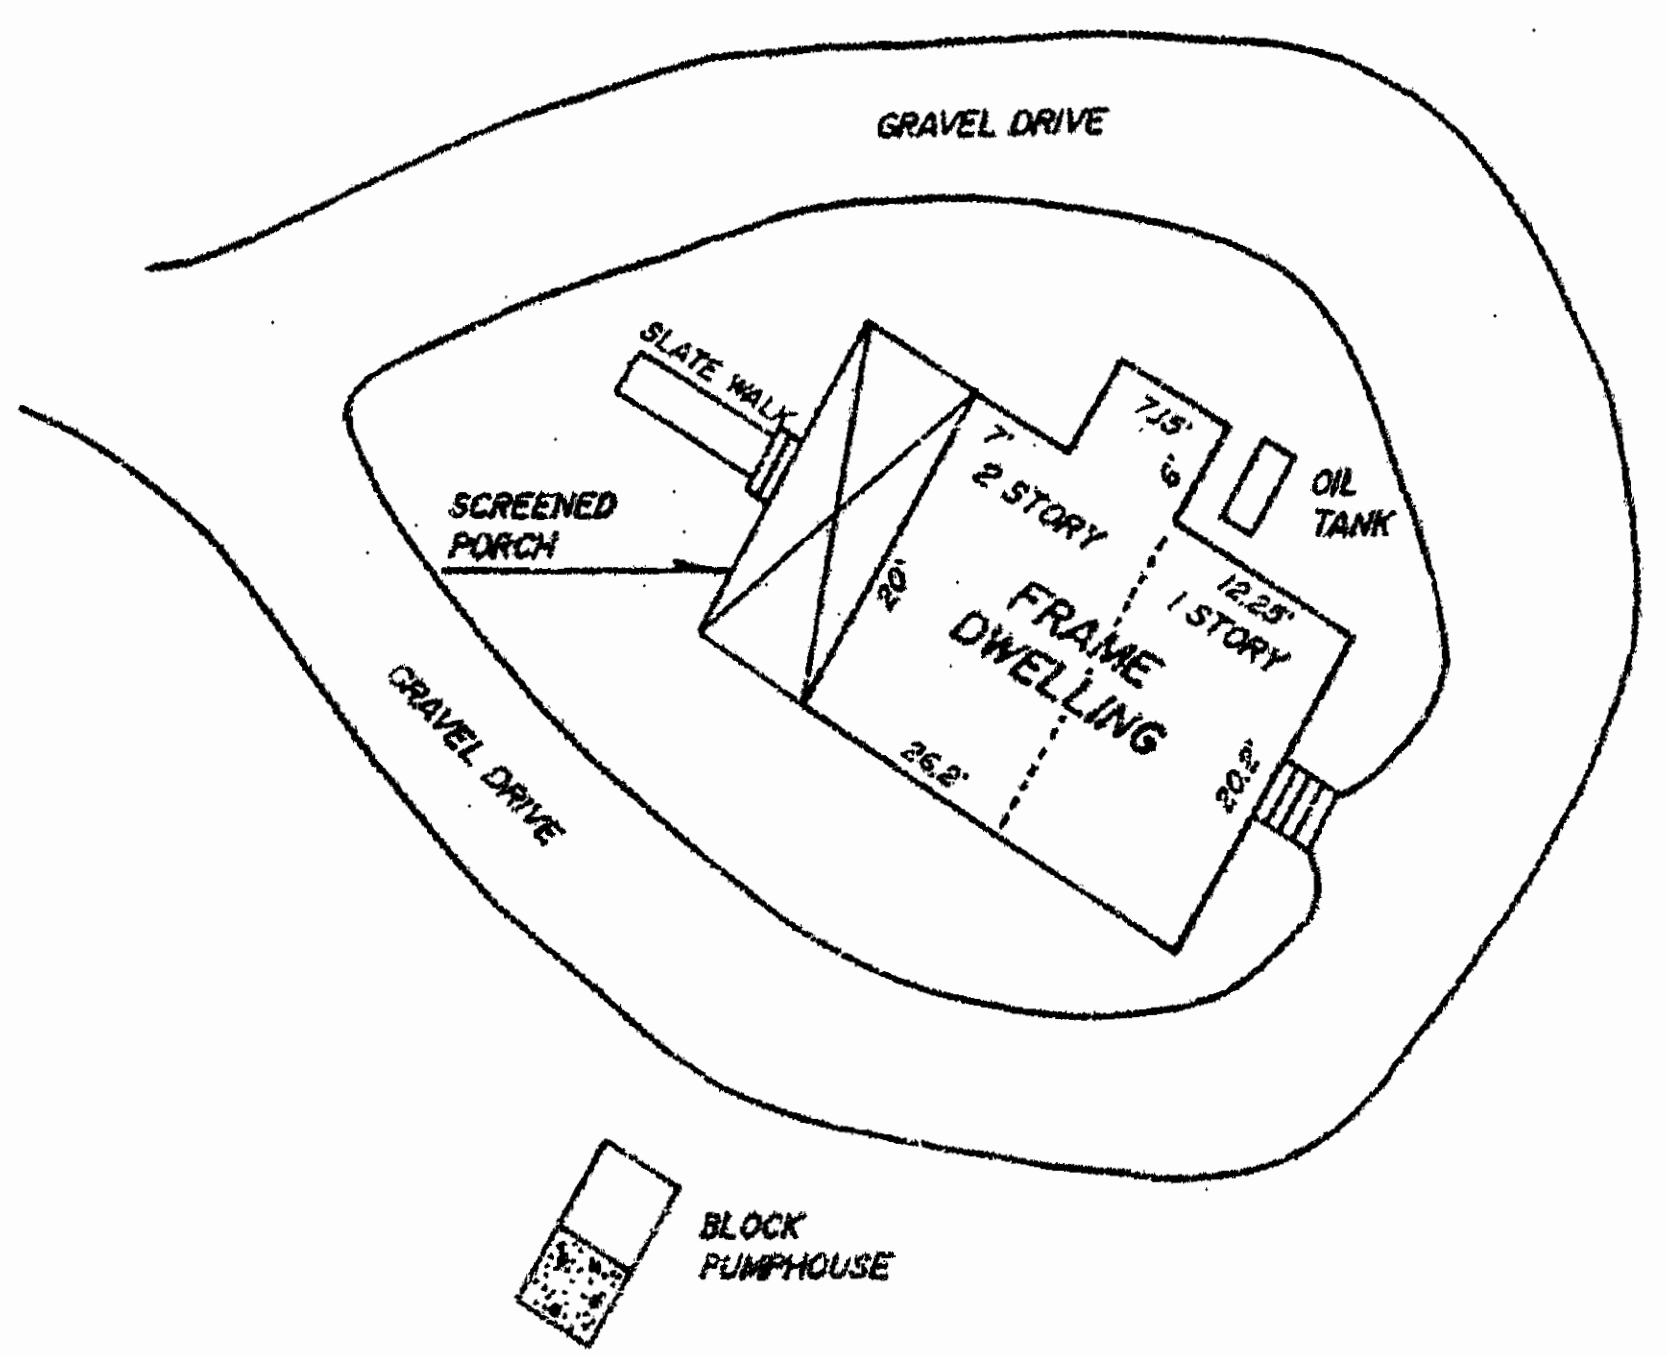 GRAVEL DRIVE
SLATE WALK
7.15'
7'
6'
OIL
TANK
2 STORY
SCREENED
PORCH
20'
12.25'
1 STORY
FRAME
DWELLING
GRAVEL DRIVE
26.2'
20.2'
BLOCK
PUMPHOUSE